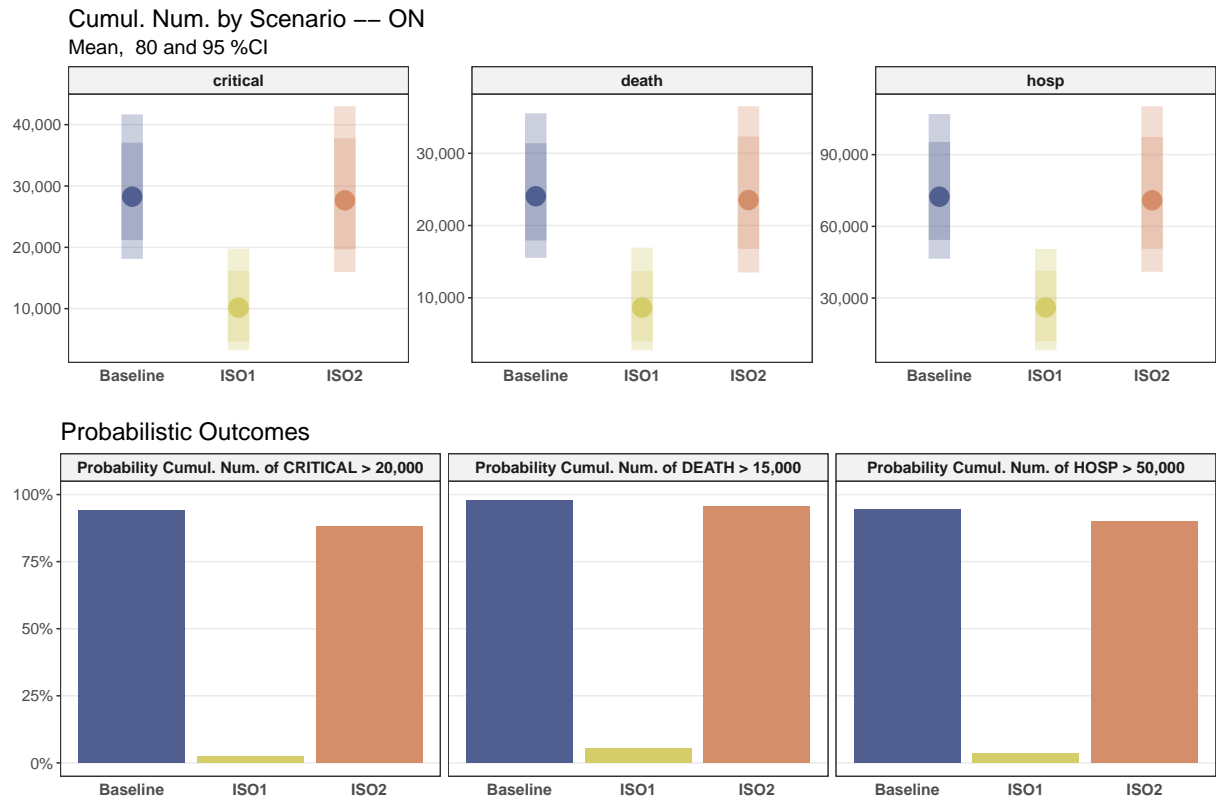 Cumul. Num. by Scenario −− ON
Mean,  80 and 95 %CI
critical
death
hosp
40,000
30,000
20,000
10,000
30,000
20,000
10,000
90,000
60,000
30,000
Baseline ISO1 ISO2
Baseline ISO1 ISO2
Baseline ISO1 ISO2
Probabilistic Outcomes
Probability Cumul. Num. of CRITICAL > 20,000
Probability Cumul. Num. of DEATH > 15,000
Probability Cumul. Num. of HOSP > 50,000
100%
75%
50%
25%
0%
Baseline ISO1 ISO2
Baseline ISO1 ISO2
Baseline ISO1 ISO2